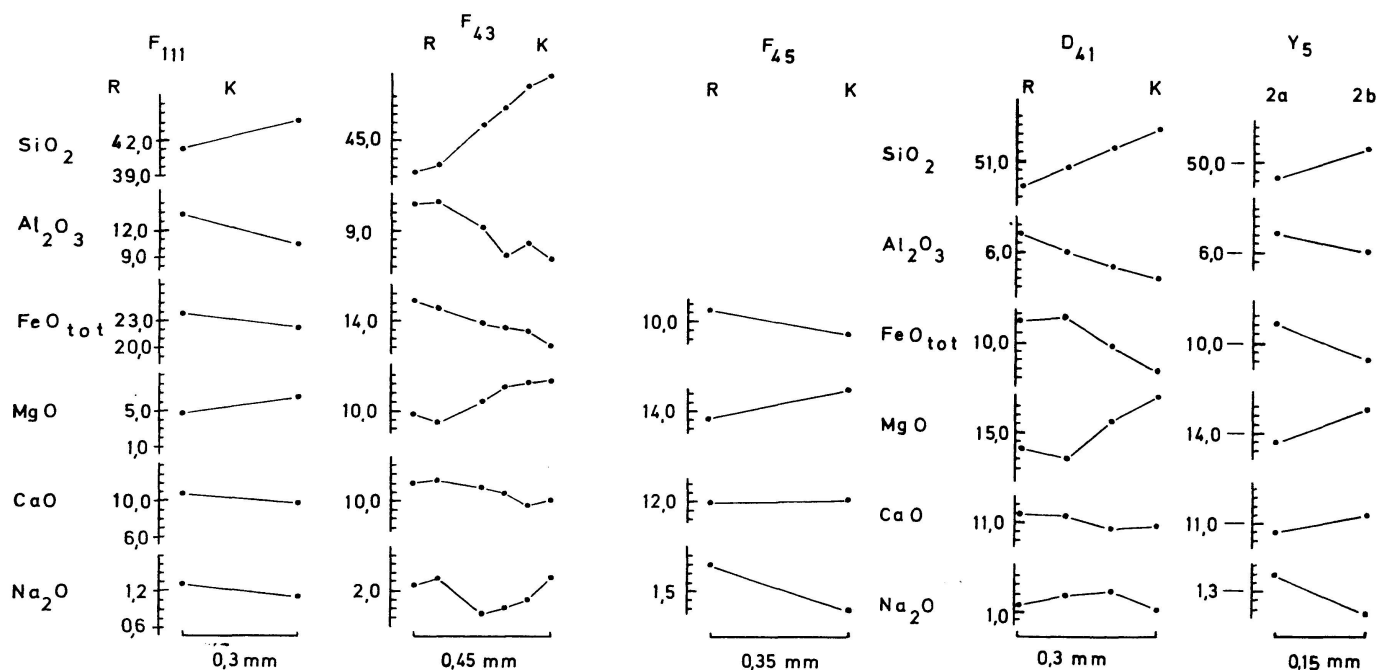 F111 F43 F45 D41 Y5
R K R K R K R K 2a 2b
SiO2 42,0 45,0 SiO2 51,0 50,0
39,0
Al2O3 12,0 9,0 Al2O3 6,0 6,0
9,0
FeO tot 23,0 14,0 10,0 FeO tot 10,0 10,0
20,0
MgO 5,0 10,0 14,0 MgO 15,0 14,0
1,0
CaO 10,0 10,0 12,0 CaO 11,0 11,0
6,0
Na2O 1,2 2,0 1,5 Na2O 1,0 1,3
0,6
0,3 mm 0,45 mm 0,35 mm 0,3 mm 0,15 mm